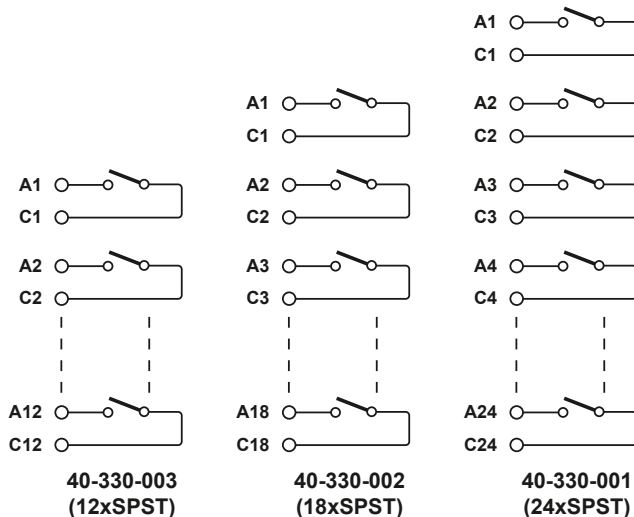 A1
C1
A2
C2
A12
C12
40-330-003
(12xSPST)
A1
C1
A2
C2
A3
C3
A18
C18
40-330-002
(18xSPST)
A1
C1
A2
C2
A3
C3
A4
C4
A24
C24
40-330-001
(24xSPST)